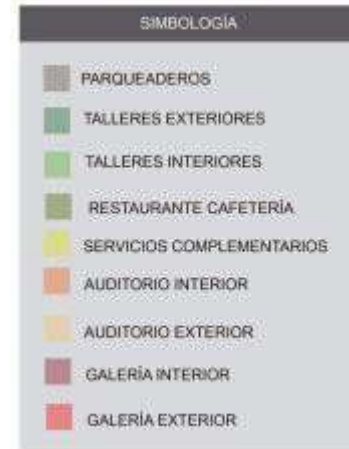 SIMBOLOGÍA
PARQUEADEROS
TALLERES EXTERIORES
TALLERES INTERIORES
RESTAURANTE CAFETERÍA
SERVICIOS COMPLEMENTARIOS
AUDITORIO INTERIOR
AUDITORIO EXTERIOR
GALERÍA INTERIOR
GALERÍA EXTERIOR